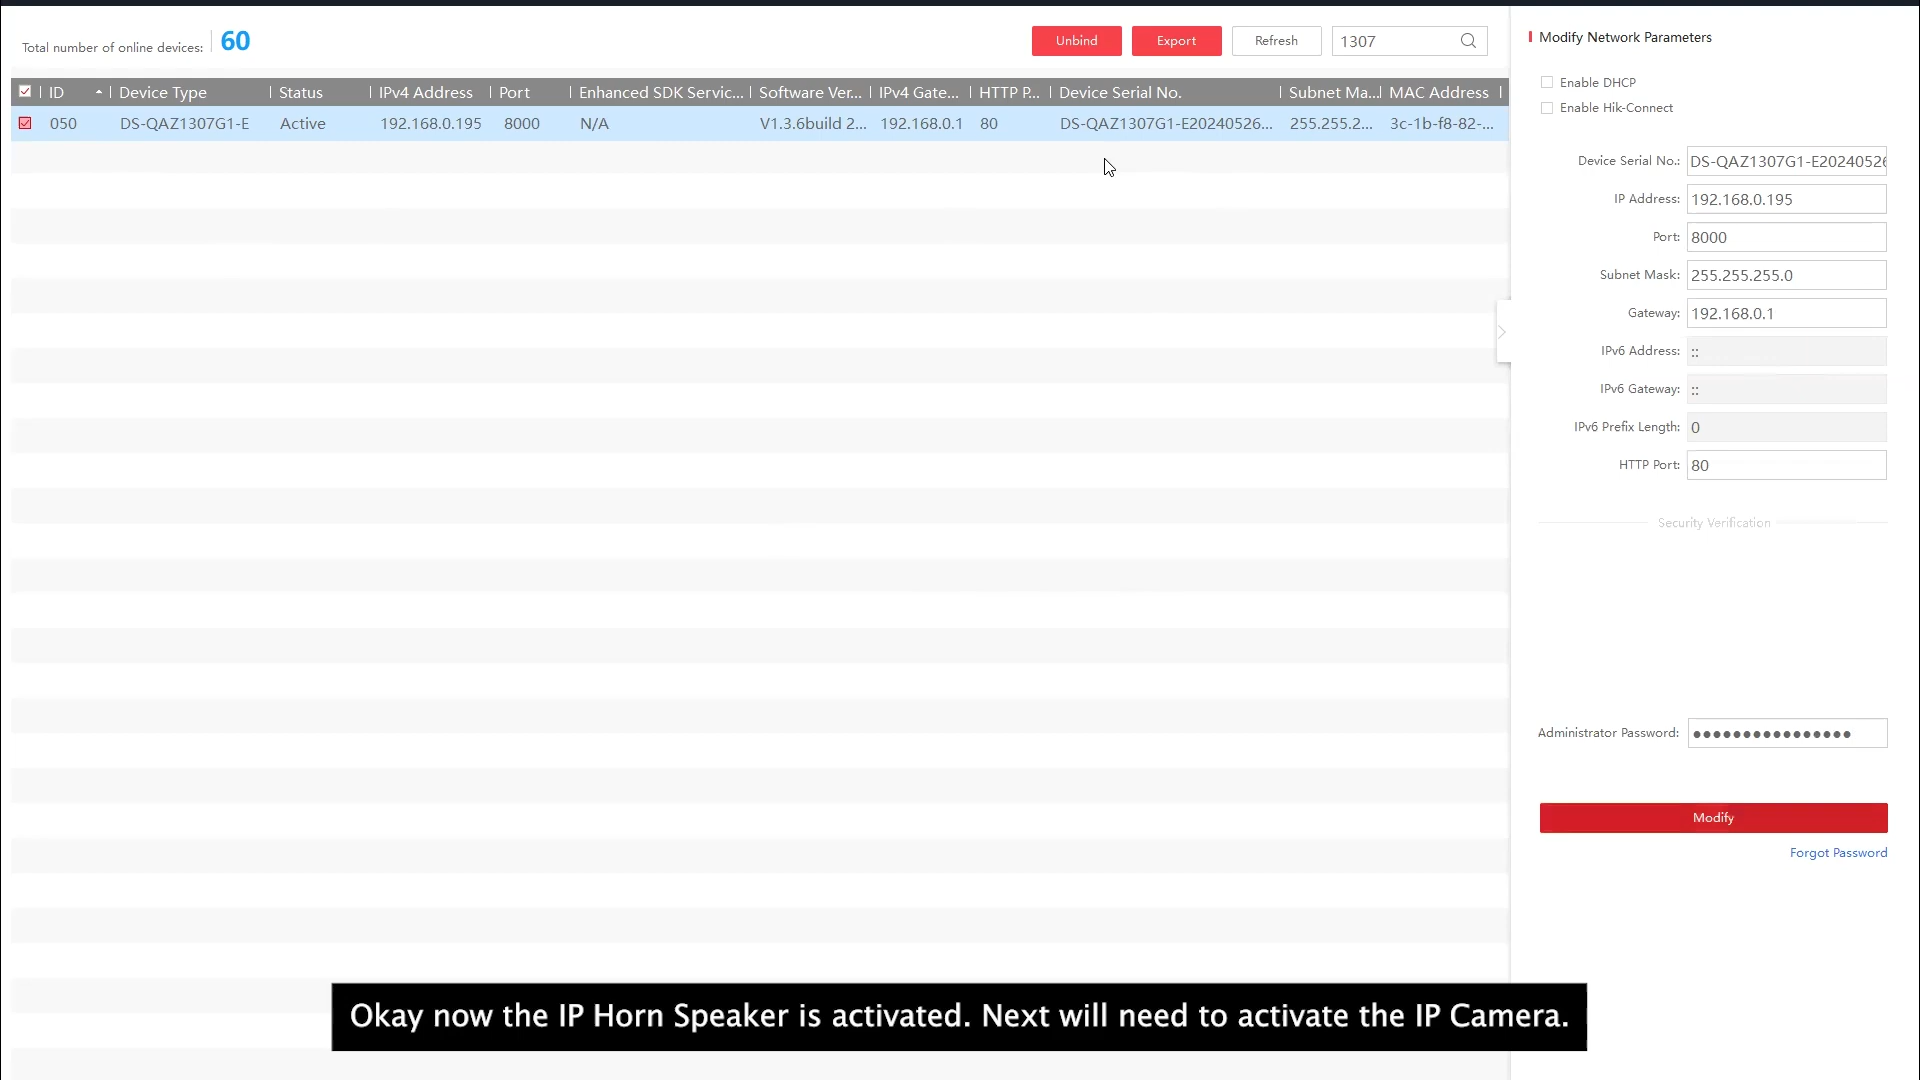 Total number of online devices: 60
Unbind
Export
Refresh
1307
ID
Device Type
Status
IPv4 Address
Port
Enhanced SDK Servic...
Software Ver...
IPv4 Gate...
HTTP P...
Device Serial No.
Subnet Ma...
MAC Address
050
DS-QAZ1307G1-E
Active
192.168.0.195
8000
N/A
V1.3.6build 2...
192.168.0.1
80
DS-QAZ1307G1-E20240526...
255.255.2...
3c-1b-f8-82-...
Modify Network Parameters
Enable DHCP
Enable Hik-Connect
Device Serial No.: DS-QAZ1307G1-E20240526
IP Address: 192.168.0.195
Port: 8000
Subnet Mask: 255.255.255.0
Gateway: 192.168.0.1
IPv6 Address: ::
IPv6 Gateway: ::
IPv6 Prefix Length: 0
HTTP Port: 80
Security Verification
Administrator Password: ●●●●●●●●●●●●●●●●
Modify
Forgot Password
Okay now the IP Horn Speaker is activated. Next will need to activate the IP Camera.